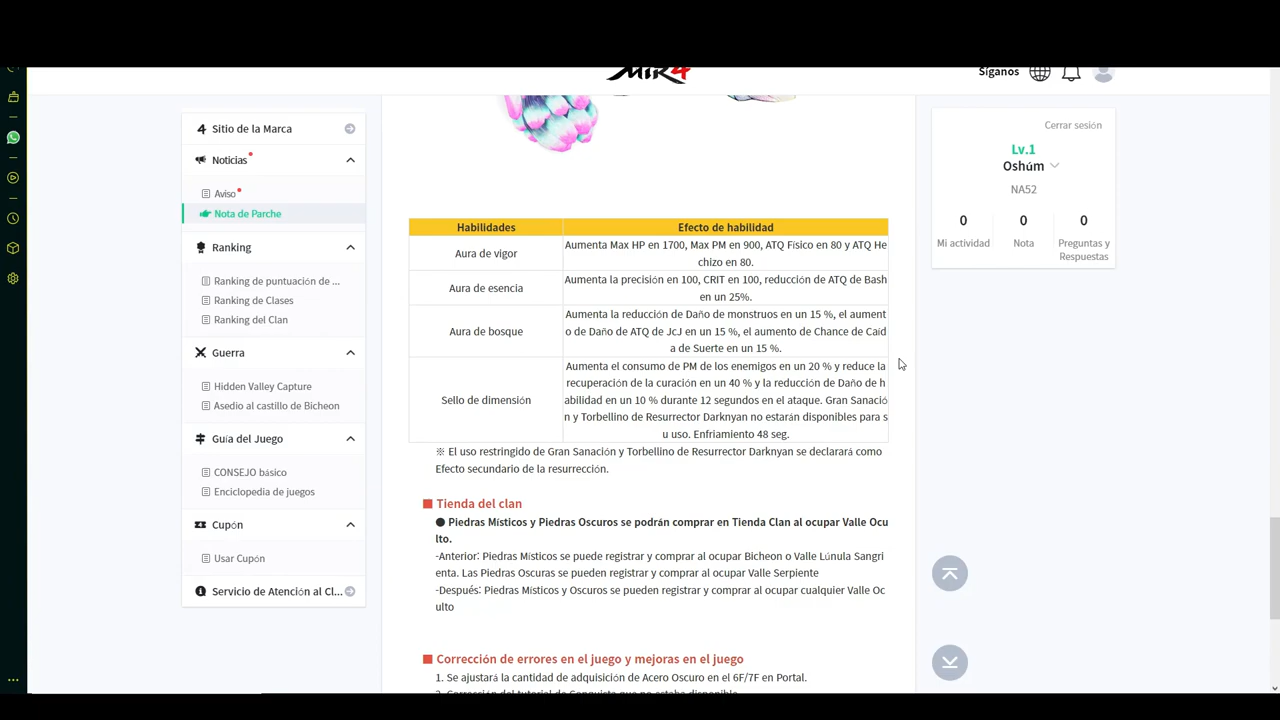 MIR4
Síganos
4 Sitio de la Marca
Noticias
Aviso
Nota de Parche
Ranking
Ranking de puntuación de ...
Ranking de Clases
Ranking del Clan
Guerra
Hidden Valley Capture
Asedio al castillo de Bicheon
Guía del Juego
CONSEJO básico
Enciclopedia de juegos
Cupón
Usar Cupón
Servicio de Atención al Cl...
Habilidades
Efecto de habilidad
Aura de vigor
Aumenta Max HP en 1700, Max PM en 900, ATQ Físico en 80 y ATQ He
chizo en 80.
Aura de esencia
Aumenta la precisión en 100, CRIT en 100, reducción de ATQ de Bash
en un 25%.
Aura de bosque
Aumenta la reducción de Daño de monstruos en un 15 %, el aument
o de Daño de ATQ de JcJ en un 15 %, el aumento de Chance de Caíd
a de Suerte en un 15 %.
Sello de dimensión
Aumenta el consumo de PM de los enemigos en un 20 % y reduce la
recuperación de la curación en un 40 % y la reducción de Daño de h
abilidad en un 10 % durante 12 segundos en el ataque. Gran Sanació
n y Torbellino de Resurrector Darknyan no estarán disponibles para s
u uso. Enfriamiento 48 seg.
※ El uso restringido de Gran Sanación y Torbellino de Resurrector Darknyan se declarará como
Efecto secundario de la resurrección.
■ Tienda del clan
● Piedras Místicos y Piedras Oscuros se podrán comprar en Tienda Clan al ocupar Valle Ocu
lto.
-Anterior: Piedras Místicos se puede registrar y comprar al ocupar Bicheon o Valle Lúnula Sangri
enta. Las Piedras Oscuras se pueden registrar y comprar al ocupar Valle Serpiente
-Después: Piedras Místicos y Oscuros se pueden registrar y comprar al ocupar cualquier Valle Oc
ulto
■ Corrección de errores en el juego y mejoras en el juego
1. Se ajustará la cantidad de adquisición de Acero Oscuro en el 6F/7F en Portal.
2. Corrección del tutorial de Conquista que no estaba disponible.
Cerrar sesión
Lv.1
Oshúm
NA52
0 0 0
Mi actividad Nota Preguntas y
Respuestas